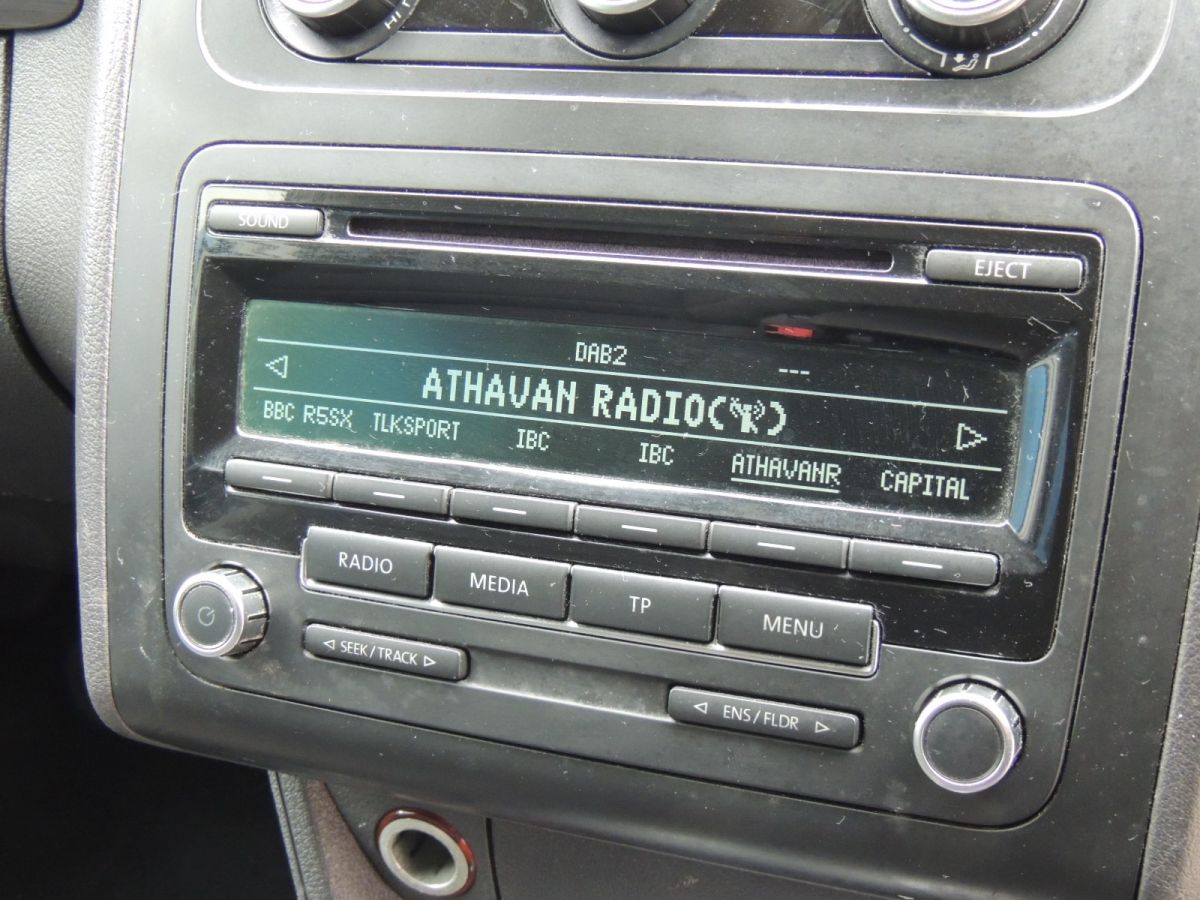 HI
SOUND
EJECT
DAB2 ---
ATHAVAN RADIO( )
BBC R5SX TLKSPORT IBC IBC ATHAVANR CAPITAL
RADIO MEDIA TP MENU
SEEK/TRACK
ENS/FLDR